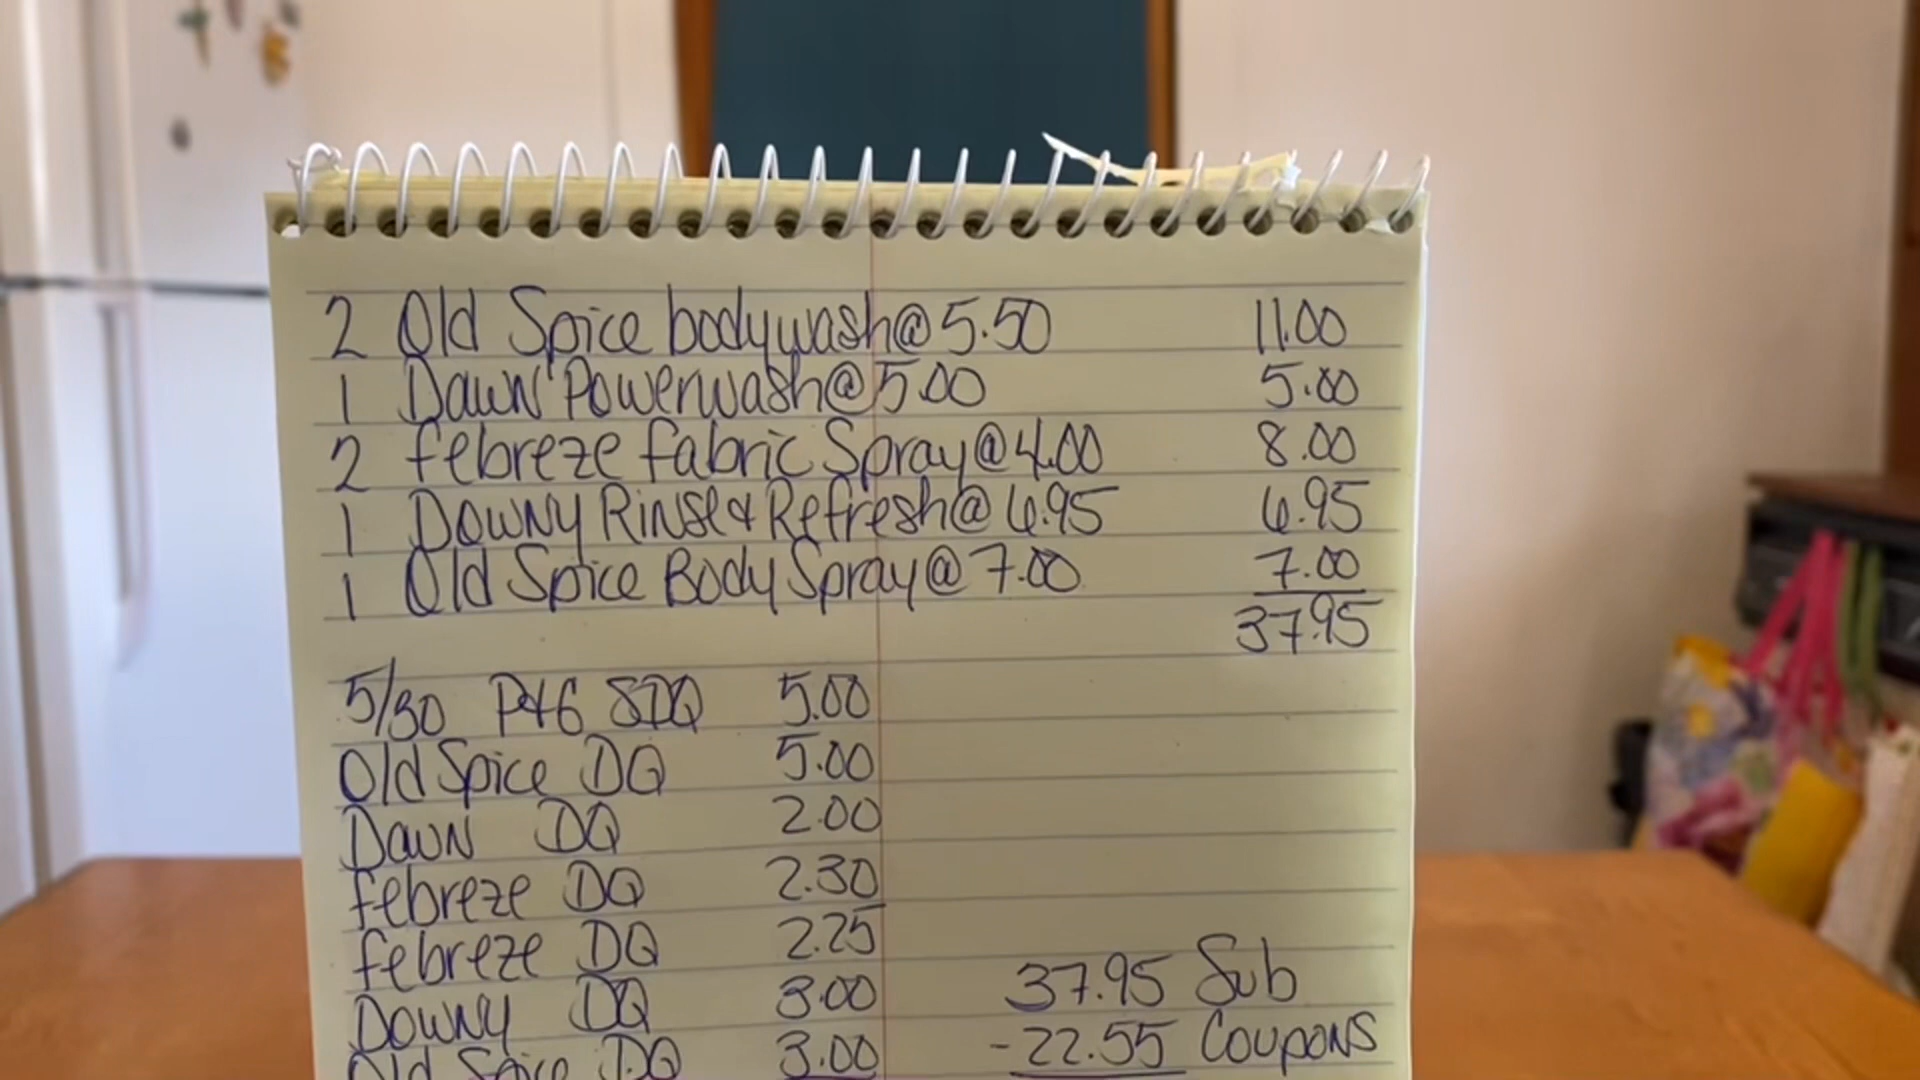 2 Old Spice bodywash@5.50 11.00
1 Dawn Powerwash@5.00 5.00
2 febreze fabric Spray@4.00 8.00
1 Downy Rinse & Refresh@6.95 6.95
1 Old Spice Body Spray@7.00 7.00
37.95
5/30 P+G SDQ 5.00
Old Spice DQ 5.00
Dawn DQ 2.00
febreze DQ 2.30
febreze DQ 2.25
Downy DQ 3.00
Old Spice DQ 3.00
37.95 Sub
-22.55 Coupons